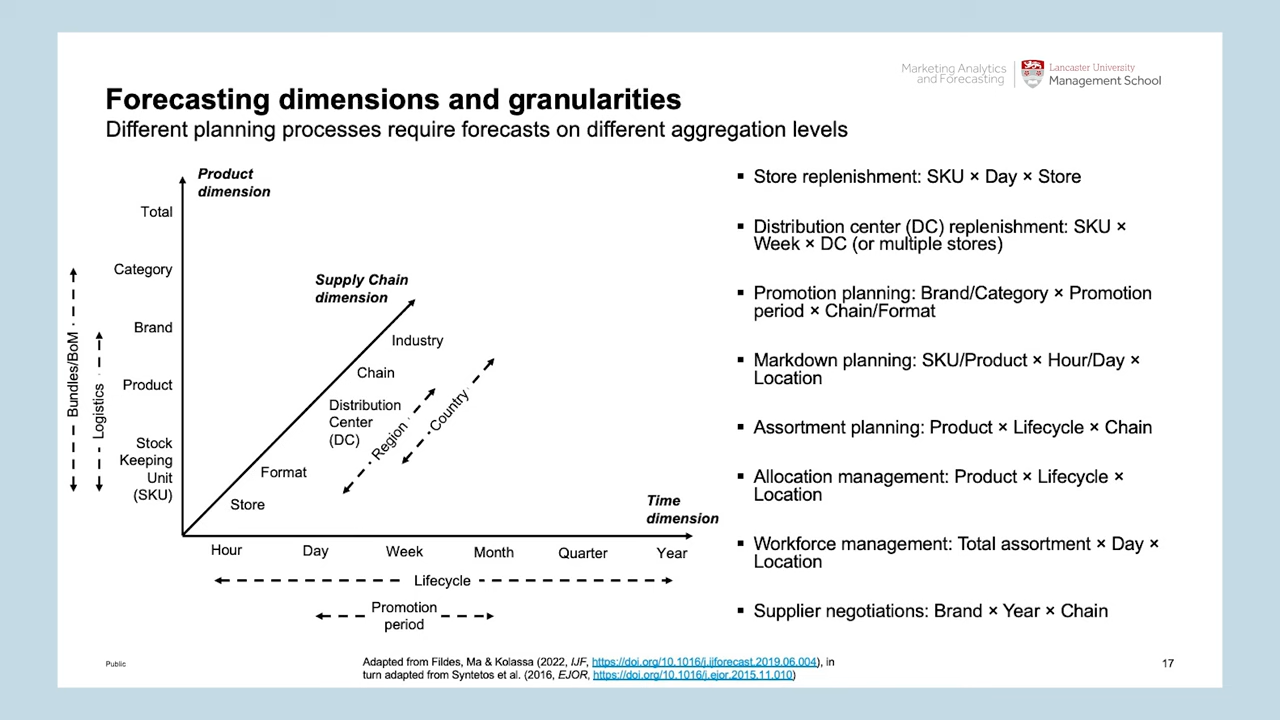 Marketing Analytics
and Forecasting
Lancaster University
Management School
Forecasting dimensions and granularities
Different planning processes require forecasts on different aggregation levels
Product
dimension
Total
Category
Brand
Product
Stock
Keeping
Unit
(SKU)
Bundles/BoM
Logistics
Supply Chain
dimension
Industry
Chain
Distribution
Center
(DC)
Format
Store
Region
Country
Time
dimension
Hour
Day
Week
Month
Quarter
Year
Lifecycle
Promotion
period
▪ Store replenishment: SKU × Day × Store
▪ Distribution center (DC) replenishment: SKU ×
Week × DC (or multiple stores)
▪ Promotion planning: Brand/Category × Promotion
period × Chain/Format
▪ Markdown planning: SKU/Product × Hour/Day ×
Location
▪ Assortment planning: Product × Lifecycle × Chain
▪ Allocation management: Product × Lifecycle ×
Location
▪ Workforce management: Total assortment × Day ×
Location
▪ Supplier negotiations: Brand × Year × Chain
Public
Adapted from Fildes, Ma & Kolassa (2022, IJF, https://doi.org/10.1016/j.ijforecast.2019.06.004), in
turn adapted from Syntetos et al. (2016, EJOR, https://doi.org/10.1016/j.ejor.2015.11.010)
17